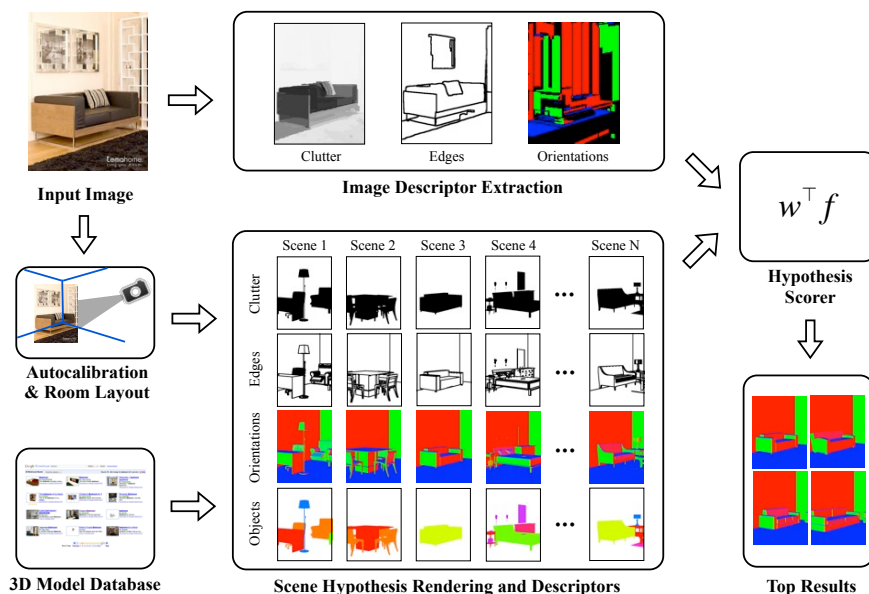 Eemahome
Input Image
Clutter
Edges
Orientations
Image Descriptor Extraction
w⊤f
Hypothesis
Scorer
Autocalibration
& Room Layout
Scene 1
Scene 2
Scene 3
Scene 4
Scene N
Clutter
...
Edges
...
Orientations
...
Objects
...
Scene Hypothesis Rendering and Descriptors
3D Model Database
Top Results